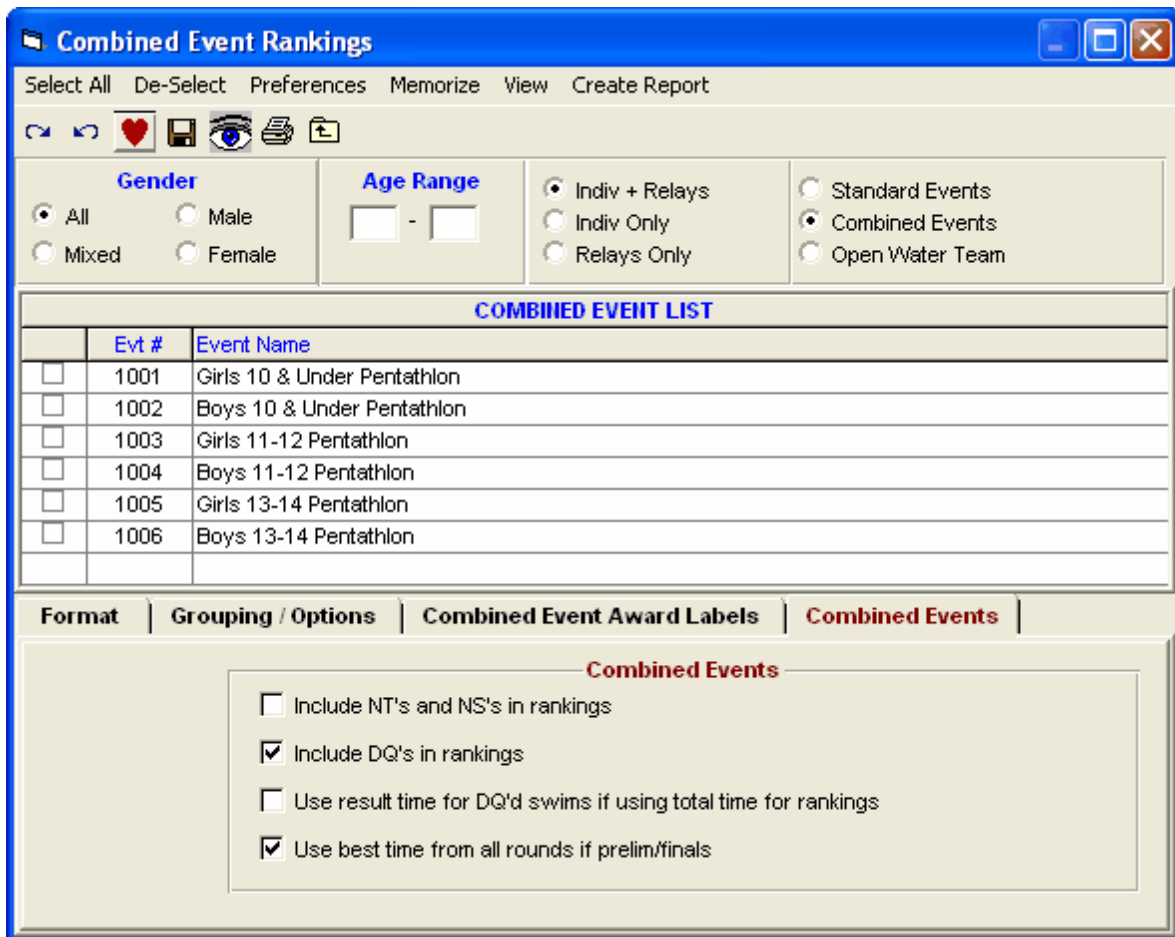 Combined Event Rankings
Select All De-Select Preferences Memorize View Create Report
Gender
All Male
Mixed Female
Age Range
-
Indiv + Relays
Indiv Only
Relays Only
Standard Events
Combined Events
Open Water Team
COMBINED EVENT LIST
Evt # Event Name
1001 Girls 10 & Under Pentathlon
1002 Boys 10 & Under Pentathlon
1003 Girls 11-12 Pentathlon
1004 Boys 11-12 Pentathlon
1005 Girls 13-14 Pentathlon
1006 Boys 13-14 Pentathlon
Format Grouping / Options Combined Event Award Labels Combined Events
Combined Events
Include NT's and NS's in rankings
Include DQ's in rankings
Use result time for DQ'd swims if using total time for rankings
Use best time from all rounds if prelim/finals